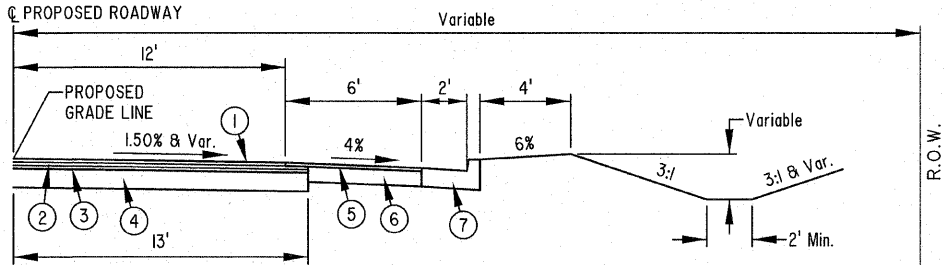 ℄ PROPOSED ROADWAY
Variable
12'
6'
2'
4'
PROPOSED
GRADE LINE
1
1.50% & Var.
4%
6%
Variable
3:1
3:1 & Var.
R.O.W.
2
3
4
5
6
7
13'
2' Min.